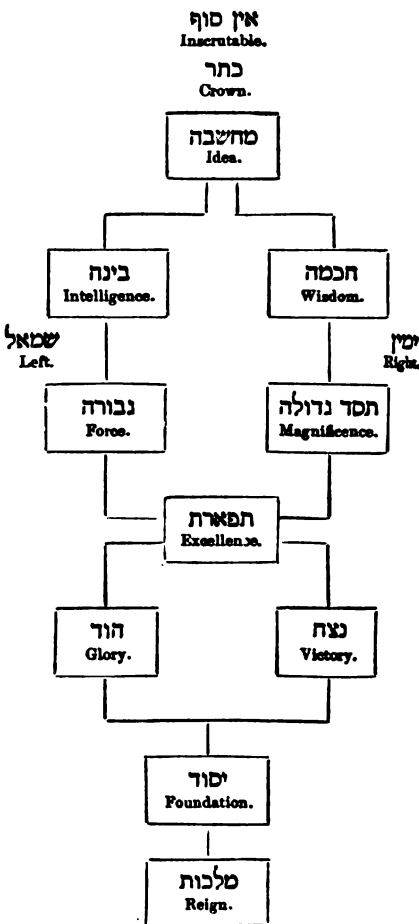 אין סוף
Inscrutable.
כתר
Crown.
מחשבה
Idea.
בינה
Intelligence.
חכמה
Wisdom.
שמאל
Left.
ימין
Right.
גבורה
Force.
תסד גדולה
Magnificence.
תפארת
Excellence.
הוד
Glory.
נצח
Victory.
יסוד
Foundation.
מלכות
Reign.